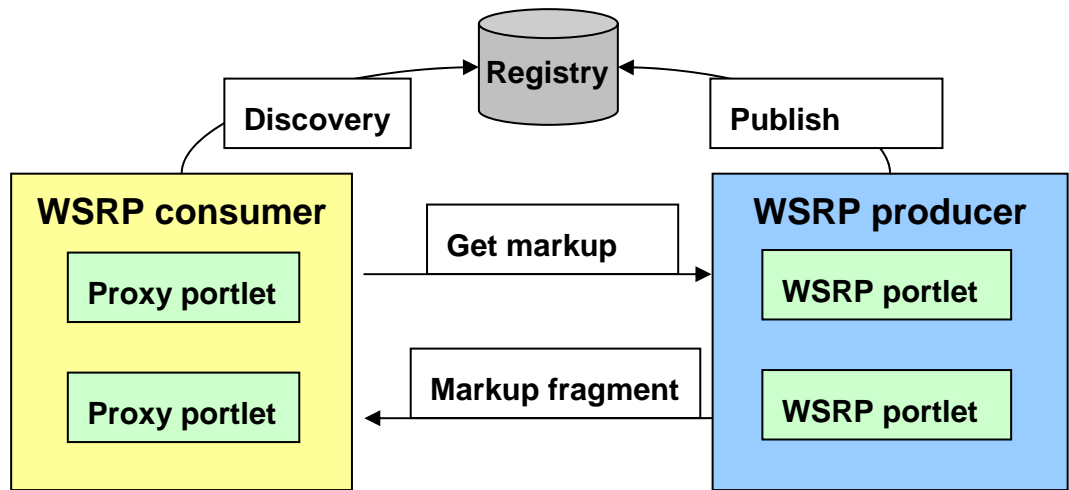 Registry
Discovery
Publish
WSRP consumer
WSRP producer
Get markup
Proxy portlet
WSRP portlet
Markup fragment
Proxy portlet
WSRP portlet